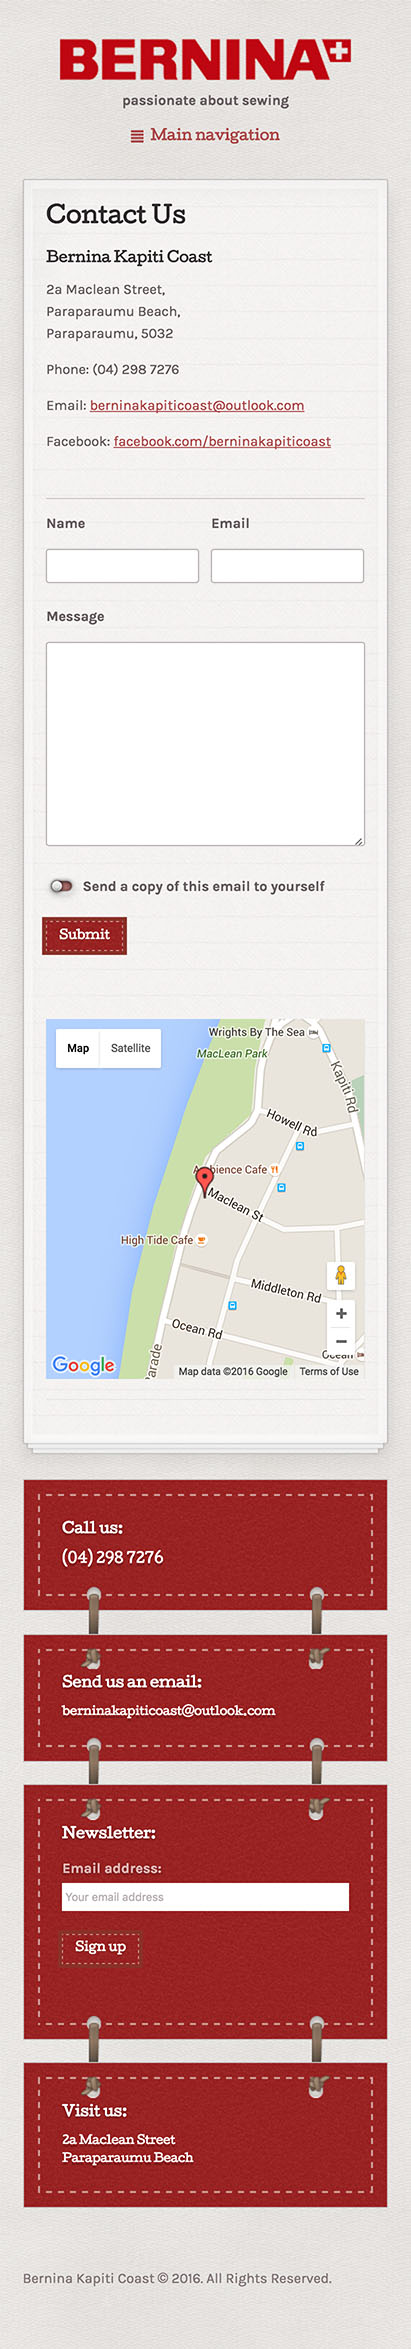 BERNINA
passionate about sewing
Main navigation
Contact Us
Bernina Kapiti Coast
2a Maclean Street,
Paraparaumu Beach,
Paraparaumu, 5032
Phone: (04) 298 7276
Email: berninakapiticoast@outlook.com
Facebook: facebook.com/berninakapiticoast
Name Email
Message
Send a copy of this email to yourself
Submit
Wrights By The Sea
Map Satellite
MacLean Park
Kapiti Rd
Howell Rd
Ambience Cafe
Maclean St
High Tide Cafe
Middleton Rd
Ocean Rd
Ocean
Parade
Google Map data ©2016 Google Terms of Use
Call us:
(04) 298 7276
Send us an email:
berninakapiticoast@outlook.com
Newsletter:
Email address:
Your email address
Sign up
Visit us:
2a Maclean Street
Paraparaumu Beach
Bernina Kapiti Coast © 2016. All Rights Reserved.